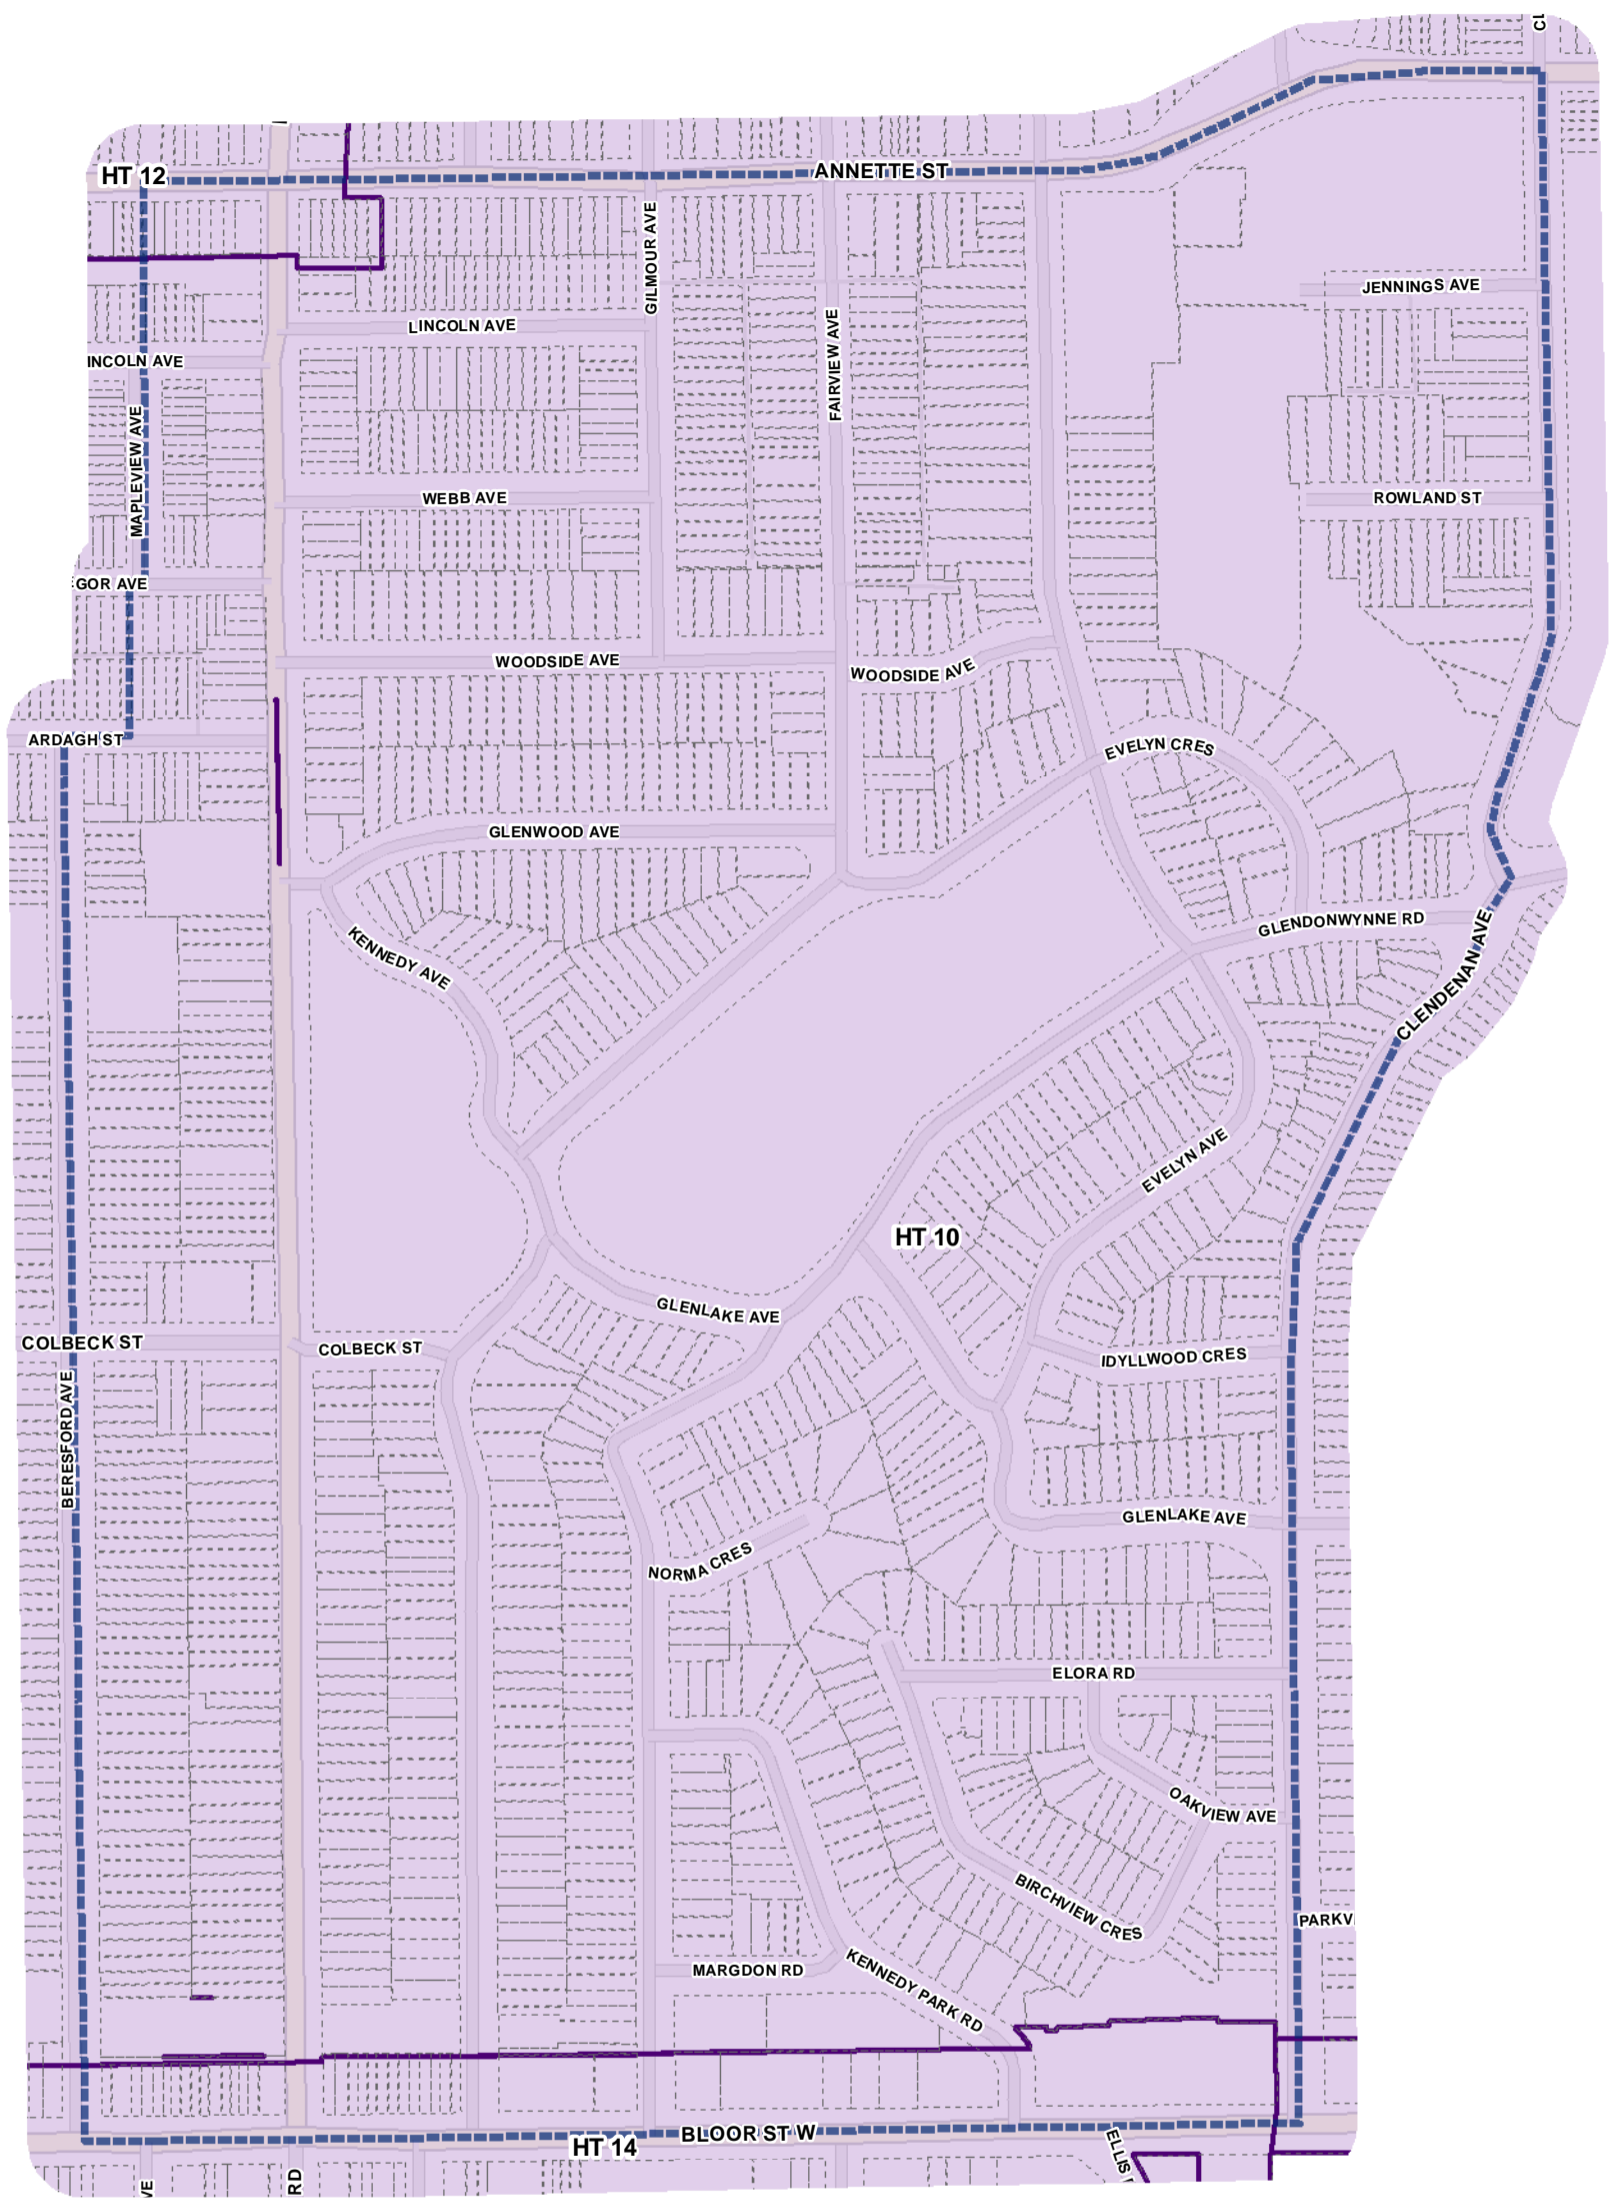 CL
HT 12
ANNETTE ST
GILMOUR AVE
JENNINGS AVE
LINCOLN AVE
FAIRVIEW AVE
INCOLN AVE
MAPLEVIEW AVE
WEBB AVE
ROWLAND ST
GOR AVE
WOODSIDE AVE
WOODSIDE AVE
ARDAGH ST
EVELYN CRES
GLENWOOD AVE
GLENDONWYNNE RD
KENNEDY AVE
CLENDENAN AVE
EVELYN AVE
HT 10
GLENLAKE AVE
COLBECK ST
COLBECK ST
IDYLLWOOD CRES
BERESFORD AVE
GLENLAKE AVE
NORMA CRES
ELORA RD
OAKVIEW AVE
BIRCHVIEW CRES
PARKVI
MARGDON RD
KENNEDY PARK RD
BLOOR ST W
HT 14
ELLIS
VE
RD